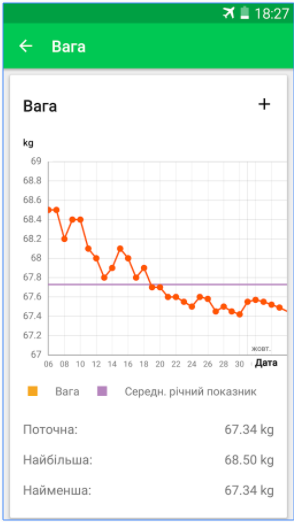 18:27
Вага
Вага +
kg
69
68.8
68.6
68.4
68.2
68
67.8
67.6
67.4
67.2
67
06 08 09 10 12 14 16 18 20 22 24 26 28 30 жовт. Дата
Вага Середн. річний показник
Поточна: 67.34 kg
Найбільша: 68.50 kg
Найменша: 67.34 kg